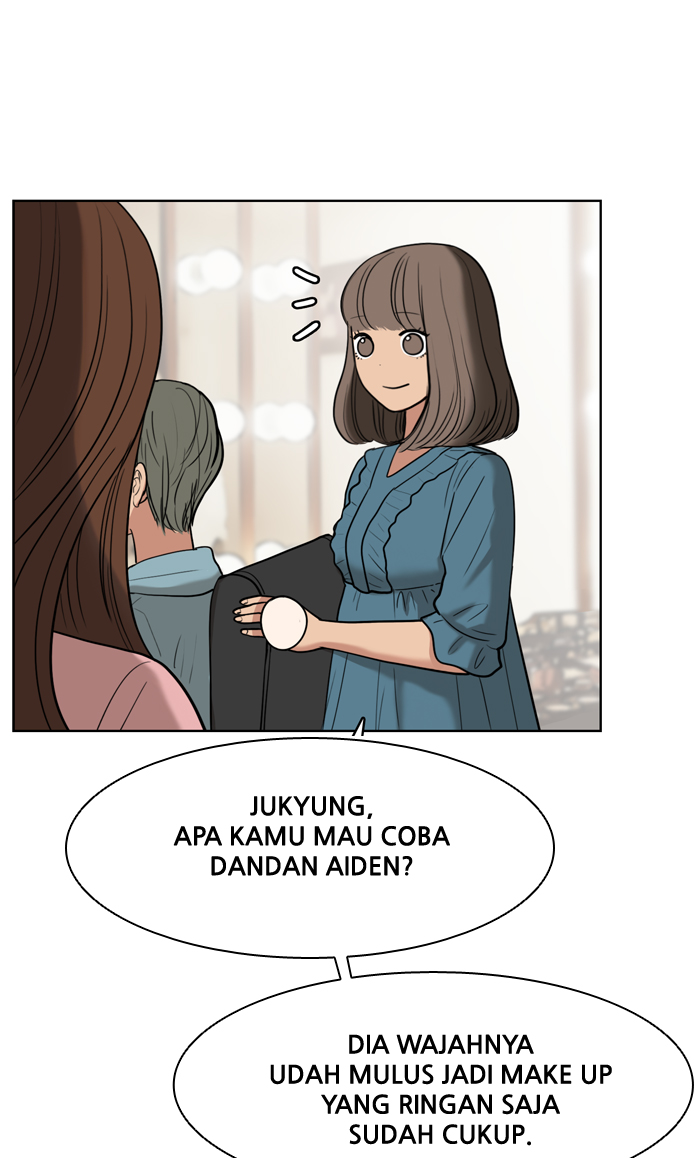 JUKYUNG,
APA KAMU MAU COBA
DANDAN AIDEN?
DIA WAJAHNYA
UDAH MULUS JADI MAKE UP
YANG RINGAN SAJA
SUDAH CUKUP.